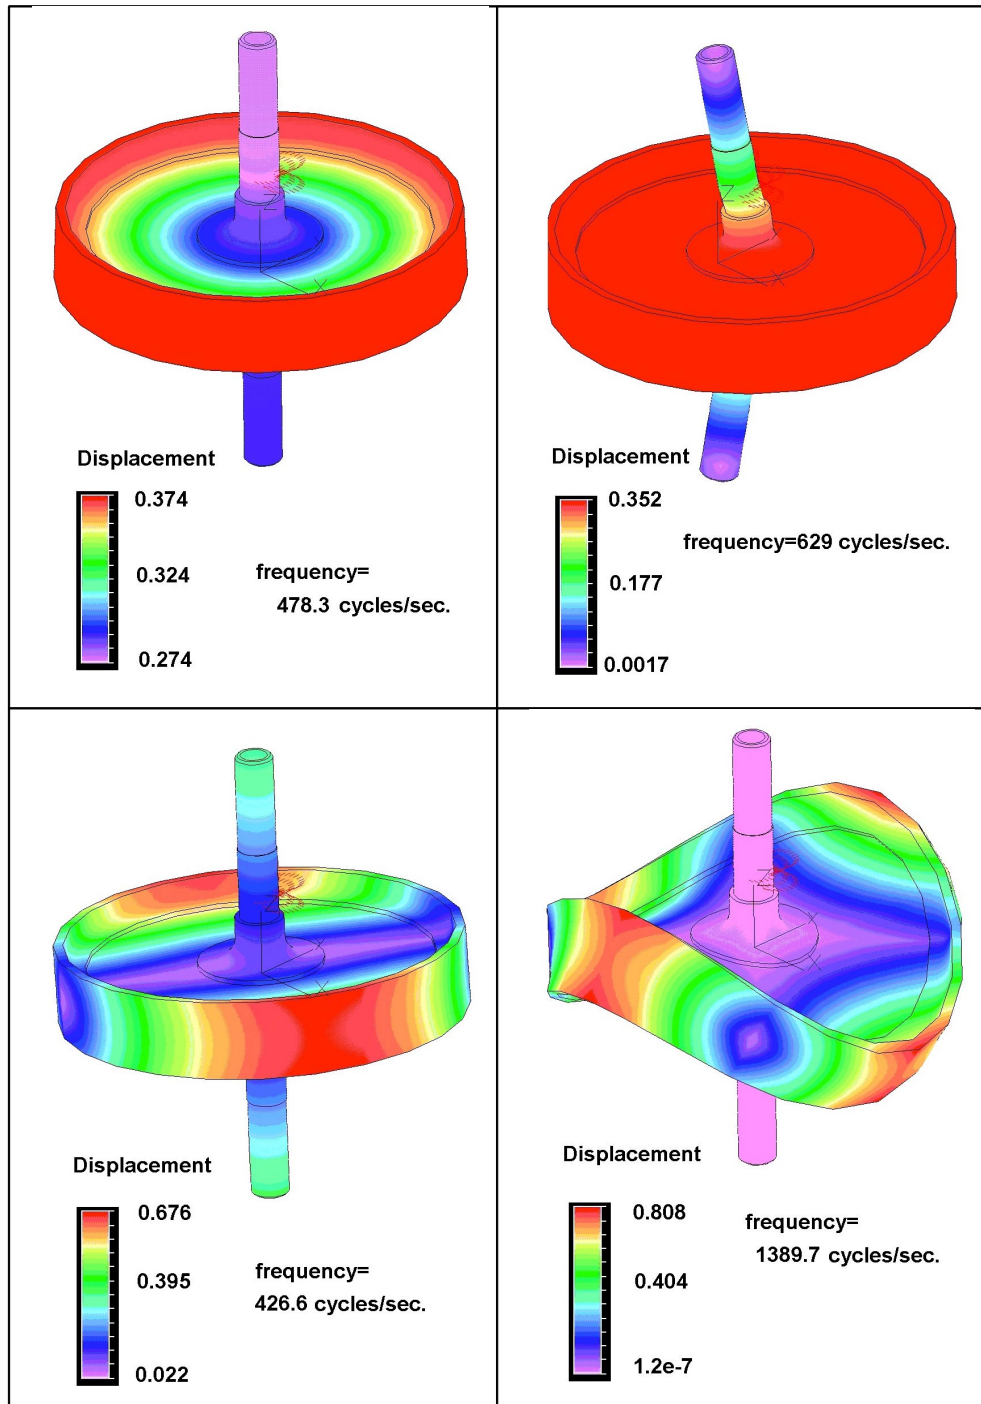 Displacement
0.374
0.324
0.274
frequency=
478.3 cycles/sec.
Z
X
Displacement
0.352
0.177
0.0017
frequency=629 cycles/sec.
Z
X
Displacement
0.676
0.395
0.022
frequency=
426.6 cycles/sec.
Z
X
Displacement
0.808
0.404
1.2e-7
frequency=
1389.7 cycles/sec.
Z
X